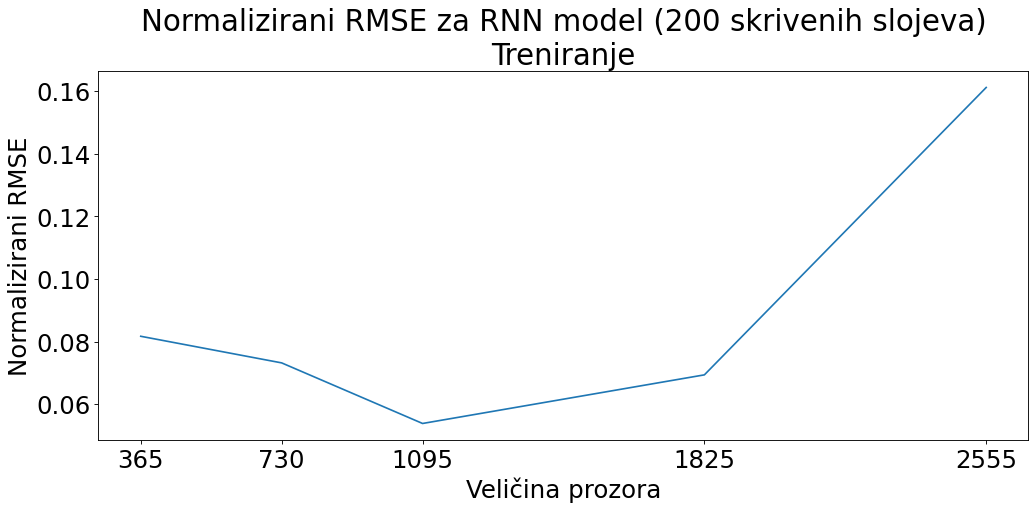 Normalizirani RMSE za RNN model (200 skrivenih slojeva)
Treniranje
Normalizirani RMSE
0.16
0.14
0.12
0.10
0.08
0.06
365 730 1095 1825 2555
Veličina prozora